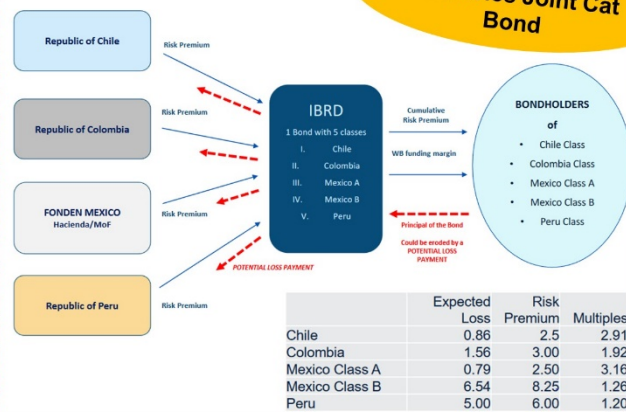 Joint Cat
Bond
Republic of Chile
Risk Premium
Republic of Colombia
Risk Premium
FONDEN MEXICO
Hacienda/MoF
Risk Premium
Republic of Peru
Risk Premium
POTENTIAL LOSS PAYMENT
IBRD
1 Bond with 5 classes
I. Chile
II. Colombia
III. Mexico A
IV. Mexico B
V. Peru
Cumulative
Risk Premium
WB funding margin
Principal of the Bond
Could be eroded by a
POTENTIAL LOSS
PAYMENT
BONDHOLDERS
of
• Chile Class
• Colombia Class
• Mexico Class A
• Mexico Class B
• Peru Class
Expected Loss Risk Premium Multiples
Chile 0.86 2.5 2.91
Colombia 1.56 3.00 1.92
Mexico Class A 0.79 2.50 3.16
Mexico Class B 6.54 8.25 1.26
Peru 5.00 6.00 1.20